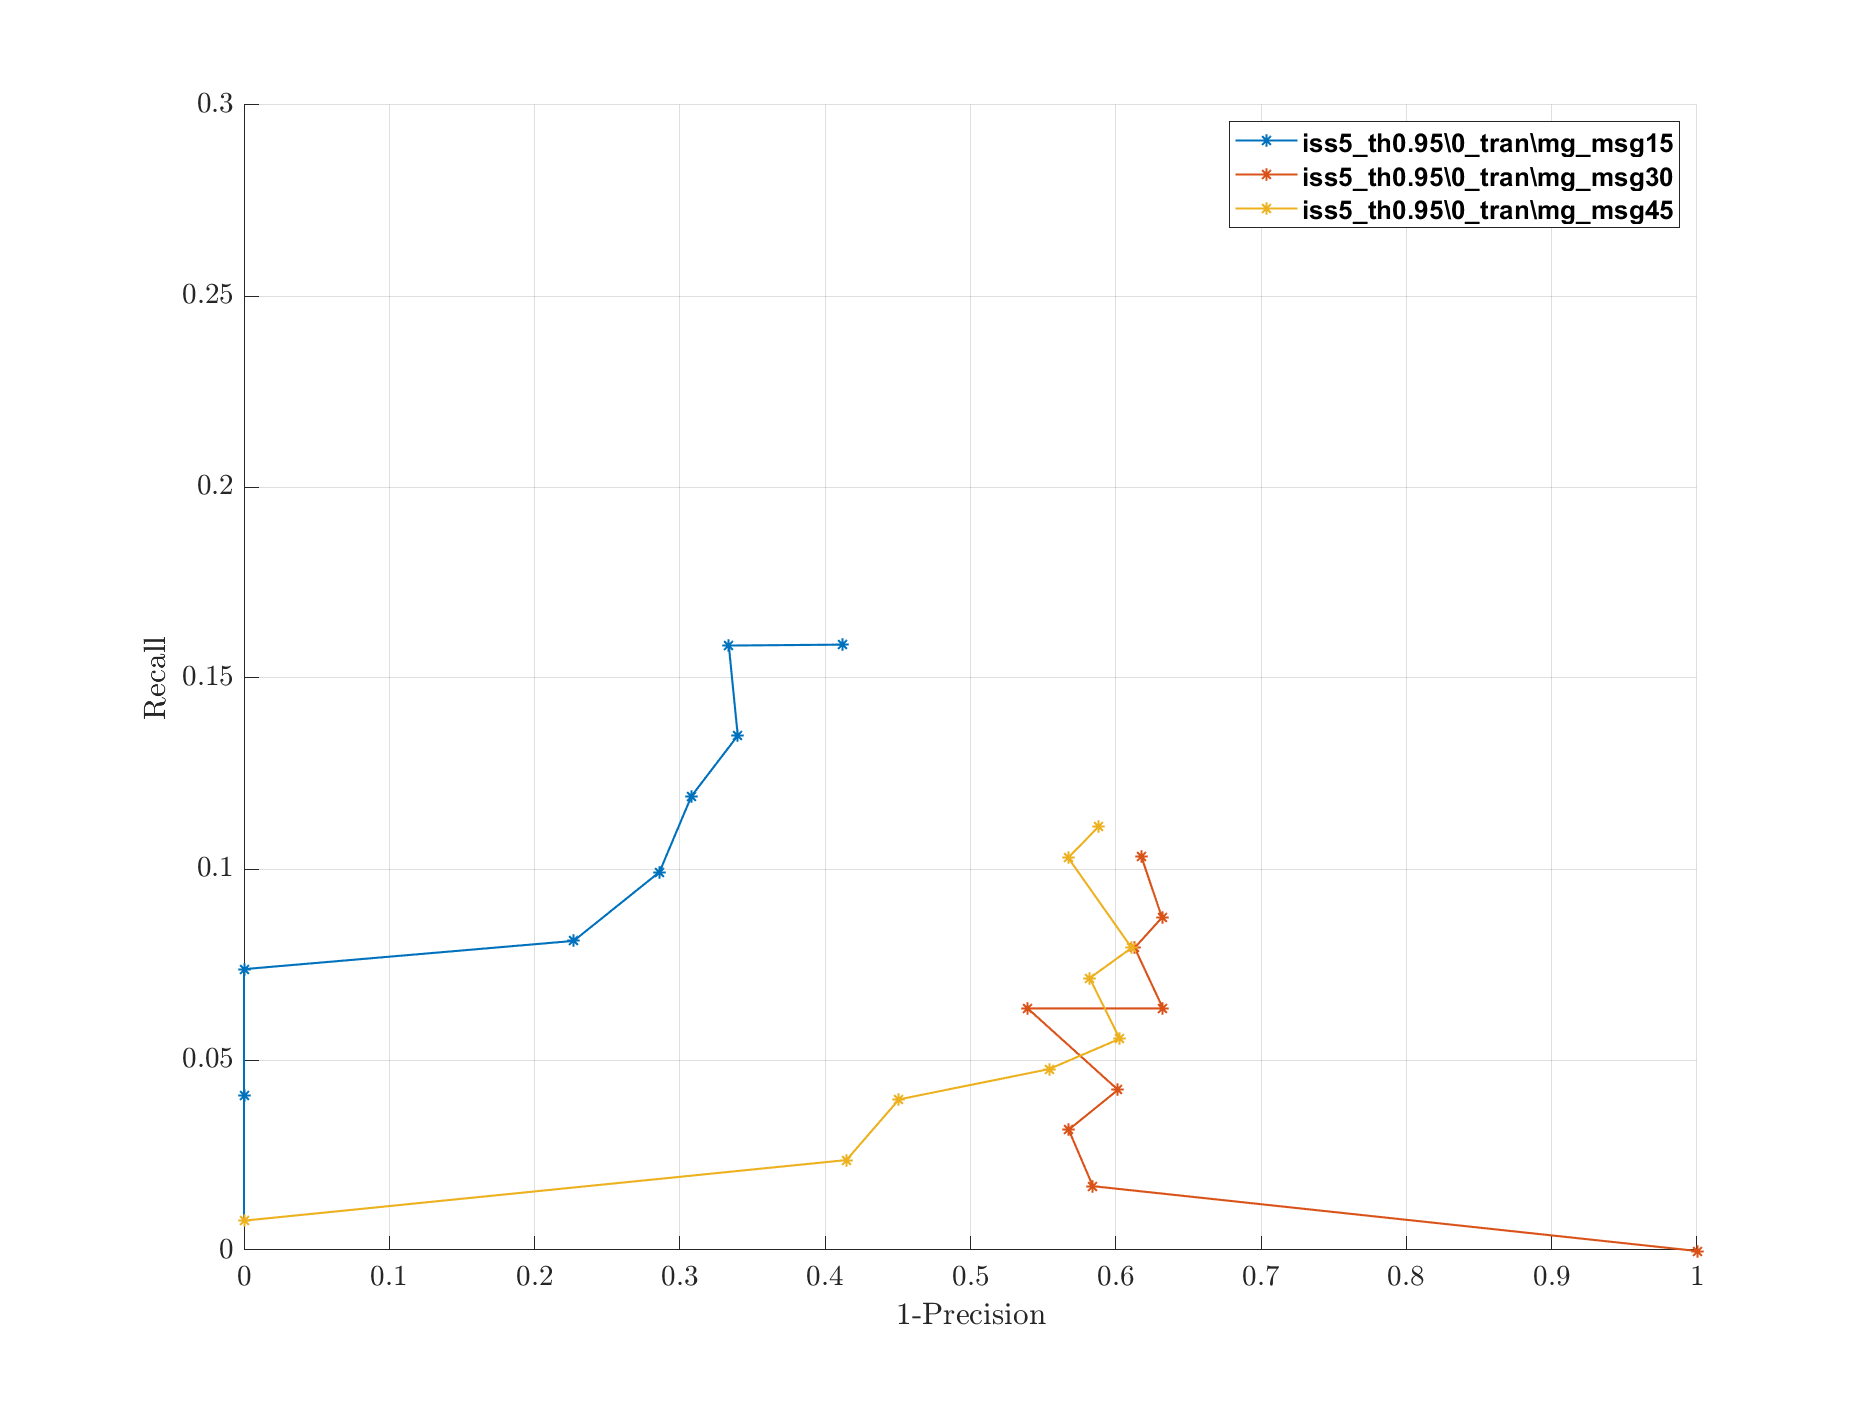 0.3
0.25
0.2
0.15
0.1
0.05
0
Recall
0 0.1 0.2 0.3 0.4 0.5 0.6 0.7 0.8 0.9 1
1-Precision
iss5_th0.95\0_tran\mg_msg15
iss5_th0.95\0_tran\mg_msg30
iss5_th0.95\0_tran\mg_msg45